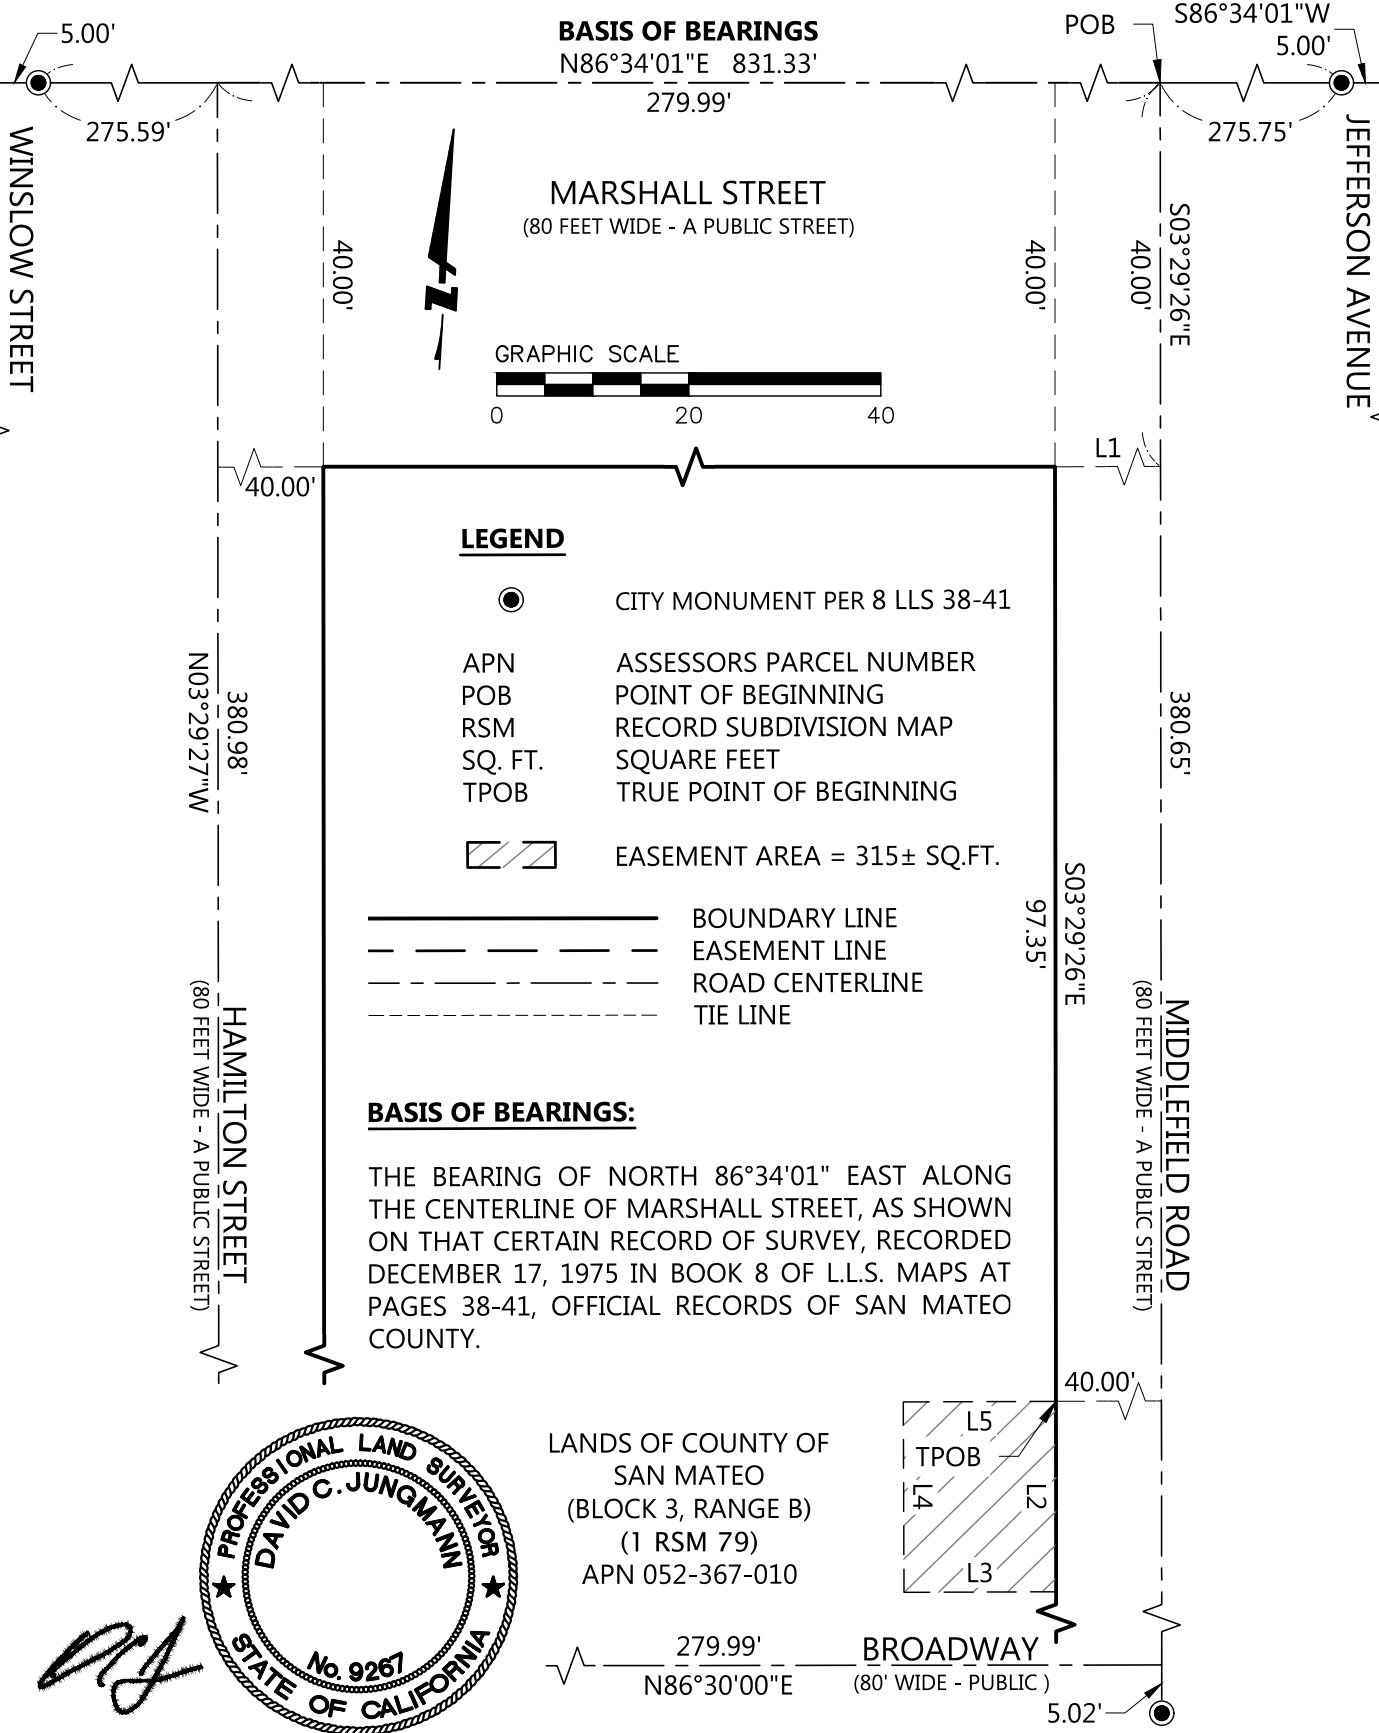 5.00'
BASIS OF BEARINGS
N86°34'01"E 831.33'
279.99'
POB
S86°34'01"W
5.00'
275.59'
275.75'
WINSLOW STREET
MARSHALL STREET
(80 FEET WIDE - A PUBLIC STREET)
JEFFERSON AVENUE
40.00'
40.00'
40.00'
S03°29'26"E
N
GRAPHIC SCALE
0 20 40
40.00'
L1
LEGEND
CITY MONUMENT PER 8 LLS 38-41
APN ASSESSORS PARCEL NUMBER
POB POINT OF BEGINNING
RSM RECORD SUBDIVISION MAP
SQ. FT. SQUARE FEET
TPOB TRUE POINT OF BEGINNING
EASEMENT AREA = 315± SQ.FT.
BOUNDARY LINE
EASEMENT LINE
ROAD CENTERLINE
TIE LINE
380.98'
N03°29'27"W
380.65'
S03°29'26"E
97.35'
HAMILTON STREET
(80 FEET WIDE - A PUBLIC STREET)
MIDDLEFIELD ROAD
(80 FEET WIDE - A PUBLIC STREET)
BASIS OF BEARINGS:
THE BEARING OF NORTH 86°34'01" EAST ALONG
THE CENTERLINE OF MARSHALL STREET, AS SHOWN
ON THAT CERTAIN RECORD OF SURVEY, RECORDED
DECEMBER 17, 1975 IN BOOK 8 OF L.L.S. MAPS AT
PAGES 38-41, OFFICIAL RECORDS OF SAN MATEO
COUNTY.
40.00'
L5
TPOB
L4
L2
L3
LANDS OF COUNTY OF
SAN MATEO
(BLOCK 3, RANGE B)
(1 RSM 79)
APN 052-367-010
PROFESSIONAL LAND SURVEYOR
DAVID C. JUNGMANN
No. 9267
STATE OF CALIFORNIA
279.99'
N86°30'00"E
BROADWAY
(80' WIDE - PUBLIC )
5.02'